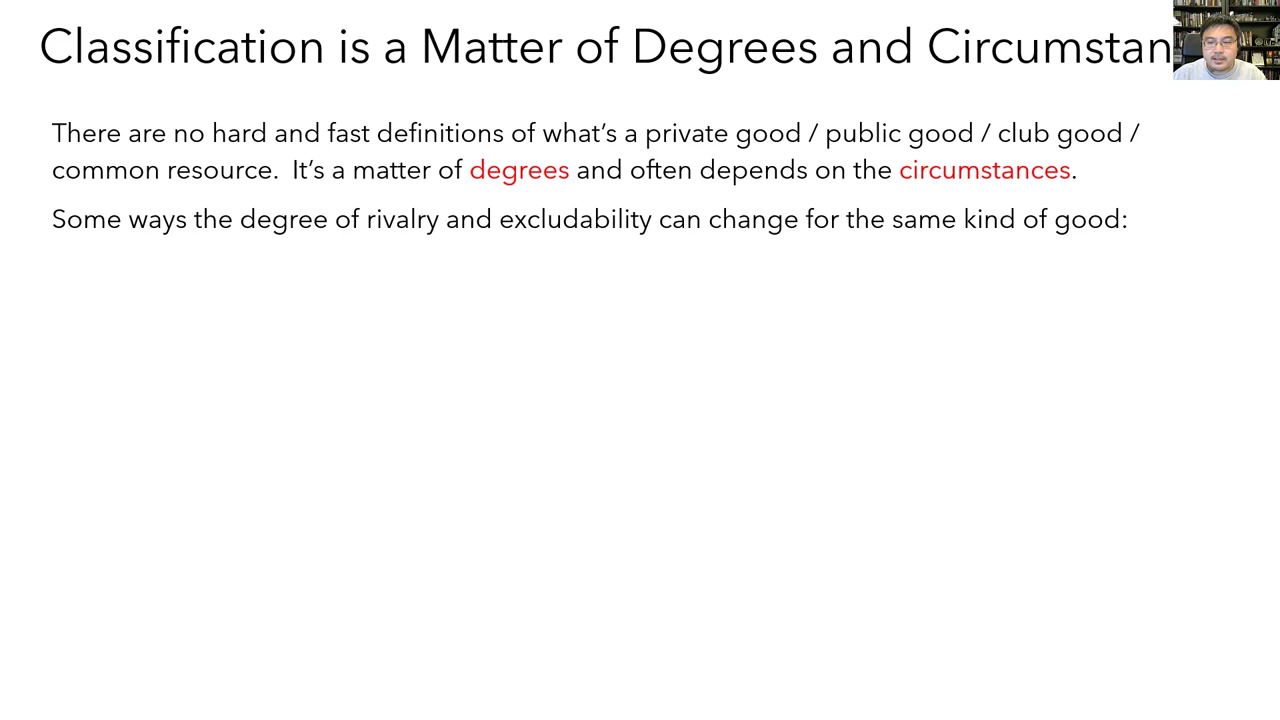 Classification is a Matter of Degrees and Circumstan
There are no hard and fast definitions of what’s a private good / public good / club good /
common resource.  It’s a matter of degrees and often depends on the circumstances.
Some ways the degree of rivalry and excludability can change for the same kind of good: